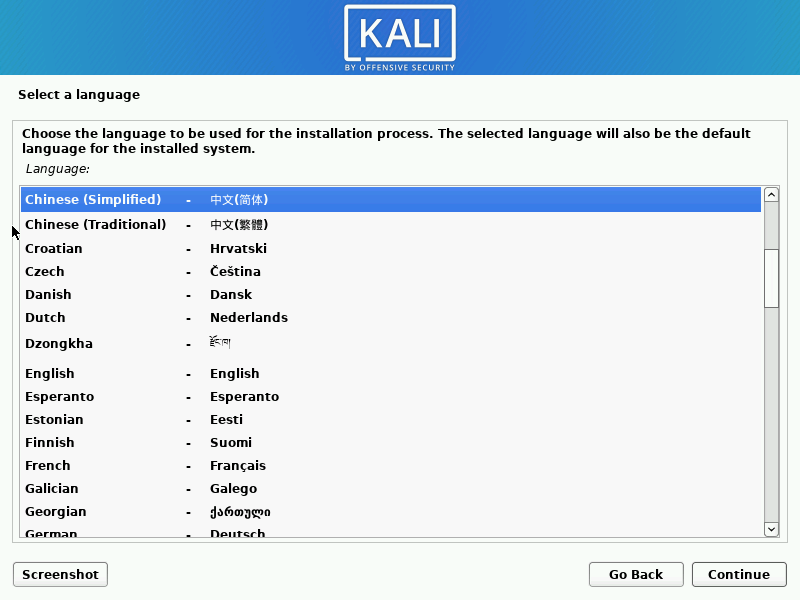 KALI
BY OFFENSIVE SECURITY
Select a language
Choose the language to be used for the installation process. The selected language will also be the default
language for the installed system.
Language:
Chinese (Simplified) - 中文(简体)
Chinese (Traditional) - 中文(繁體)
Croatian - Hrvatski
Czech - Čeština
Danish - Dansk
Dutch - Nederlands
Dzongkha - རྫོང་ཁ།
English - English
Esperanto - Esperanto
Estonian - Eesti
Finnish - Suomi
French - Français
Galician - Galego
Georgian - ქართული
German - Deutsch
Screenshot Go Back Continue